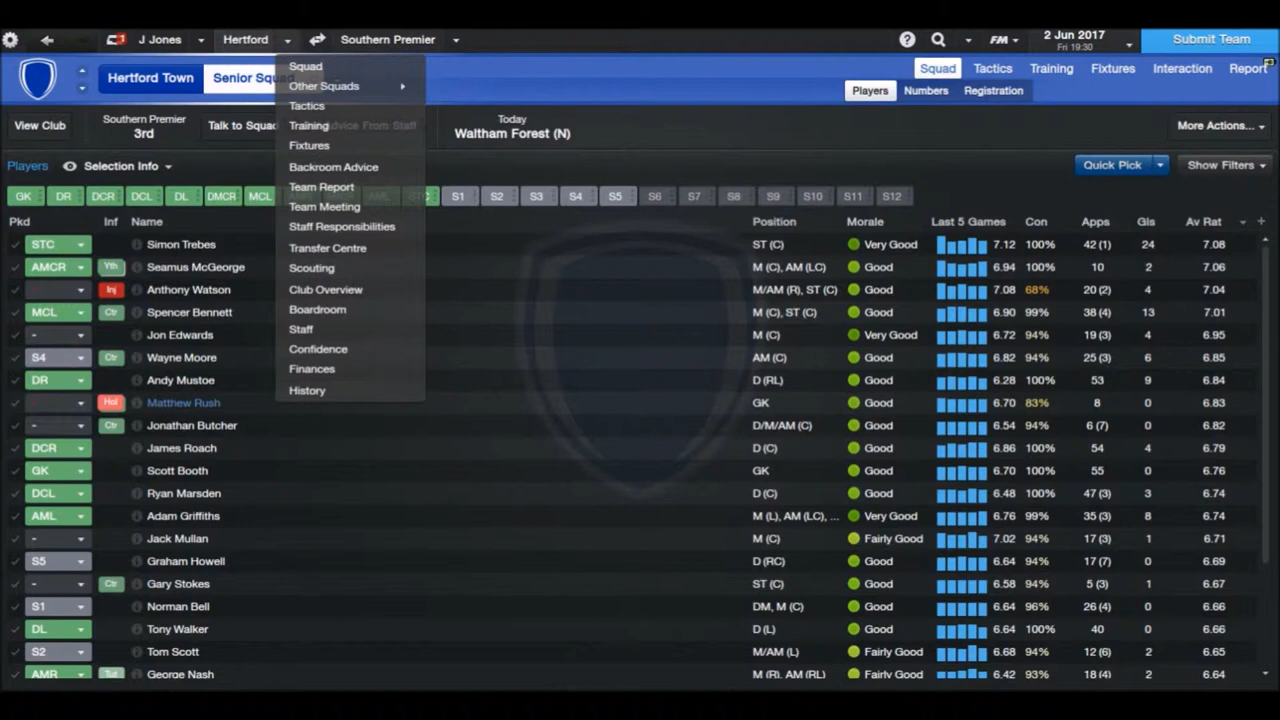 J Jones Hertford Southern Premier FM 2 Jun 2017 Submit Team
Fri 19:30
Hertford Town Senior Squad Squad Tactics Training Fixtures Interaction Report
Players Numbers Registration
Squad
Other Squads
Tactics
Training
Fixtures
Backroom Advice
Team Report
Team Meeting
Staff Responsibilities
Transfer Centre
Scouting
Club Overview
Boardroom
Staff
Confidence
Finances
History
View Club Southern Premier Talk to Squad Advice From Staff Today More Actions...
3rd Waltham Forest (N)
Players Selection Info Quick Pick Show Filters
GK DR DCR DCL DL DMCR MCL AML STC S1 S2 S3 S4 S5 S6 S7 S8 S9 S10 S11 S12
Pkd Inf Name Position Morale Last 5 Games Con Apps Gls Av Rat
STC Simon Trebes ST (C) Very Good 7.12 100% 42 (1) 24 7.08
AMCR Yth Seamus McGeorge M (C), AM (LC) Good 6.94 100% 10 2 7.06
Inj Anthony Watson M/AM (R), ST (C) Good 7.08 68% 20 (2) 4 7.04
MCL Ctr Spencer Bennett M (C), ST (C) Good 6.90 99% 38 (4) 13 7.01
- Jon Edwards M (C) Very Good 6.72 94% 19 (3) 4 6.95
S4 Ctr Wayne Moore AM (C) Good 6.82 94% 25 (3) 6 6.85
DR Andy Mustoe D (RL) Good 6.28 100% 53 9 6.84
Hol Matthew Rush GK Good 6.70 83% 8 0 6.83
- Ctr Jonathan Butcher D/M/AM (C) Good 6.54 94% 6 (7) 0 6.82
DCR James Roach D (C) Good 6.86 100% 54 4 6.79
GK Scott Booth GK Good 6.70 100% 55 0 6.76
DCL Ryan Marsden D (C) Good 6.48 100% 47 (3) 3 6.74
AML Adam Griffiths M (L), AM (LC), ... Very Good 6.76 99% 35 (3) 8 6.74
- Jack Mullan M (C) Fairly Good 7.02 94% 17 (3) 1 6.71
S5 Graham Howell D (RC) Good 6.64 94% 17 (7) 0 6.69
- Ctr Gary Stokes ST (C) Good 6.58 94% 5 (3) 1 6.67
S1 Norman Bell DM, M (C) Good 6.64 96% 26 (4) 0 6.66
DL Tony Walker D (L) Good 6.64 100% 40 0 6.66
S2 Tom Scott M/AM (L) Fairly Good 6.68 94% 12 (6) 2 6.65
AMR Tut George Nash M (R), AM (RL) Fairly Good 6.42 93% 18 (4) 2 6.64